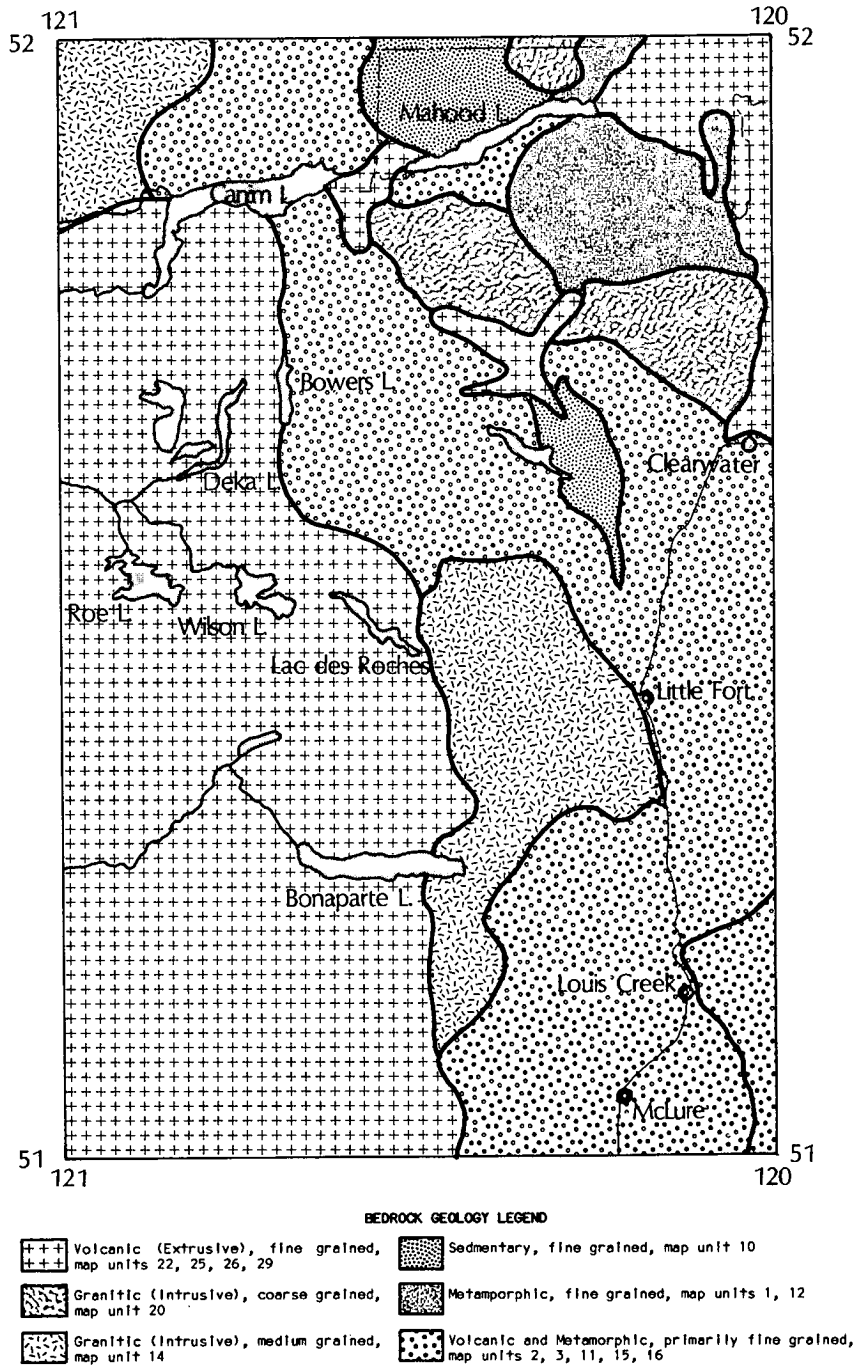 121
120
52
52
Mahood L.
Canim L.
Bowers L.
Clearwater
Deka L.
Roe L.
Wilson L.
Lac des Roches
Little Fort
Bonaparte L.
Louis Creek
McLure
51
51
121
120
BEDROCK GEOLOGY LEGEND
Volcanic (Extrusive), fine grained,
map units 22, 25, 26, 29
Granitic (Intrusive), coarse grained,
map unit 20
Granitic (Intrusive), medium grained,
map unit 14
Sedmentary, fine grained, map unit 10
Metamporphic, fine grained, map units 1, 12
Volcanic and Metamorphic, primarily fine grained,
map units 2, 3, 11, 15, 16